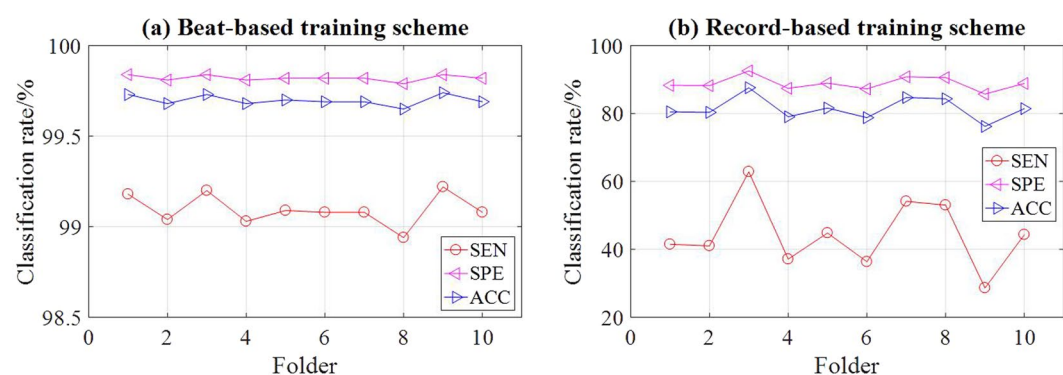 (a) Beat-based training scheme
100
99.5
99
98.5
Classification rate/%
0 2 4 6 8 10
Folder
SEN
SPE
ACC
(b) Record-based training scheme
100
80
60
40
20
Classification rate/%
0 2 4 6 8 10
Folder
SEN
SPE
ACC